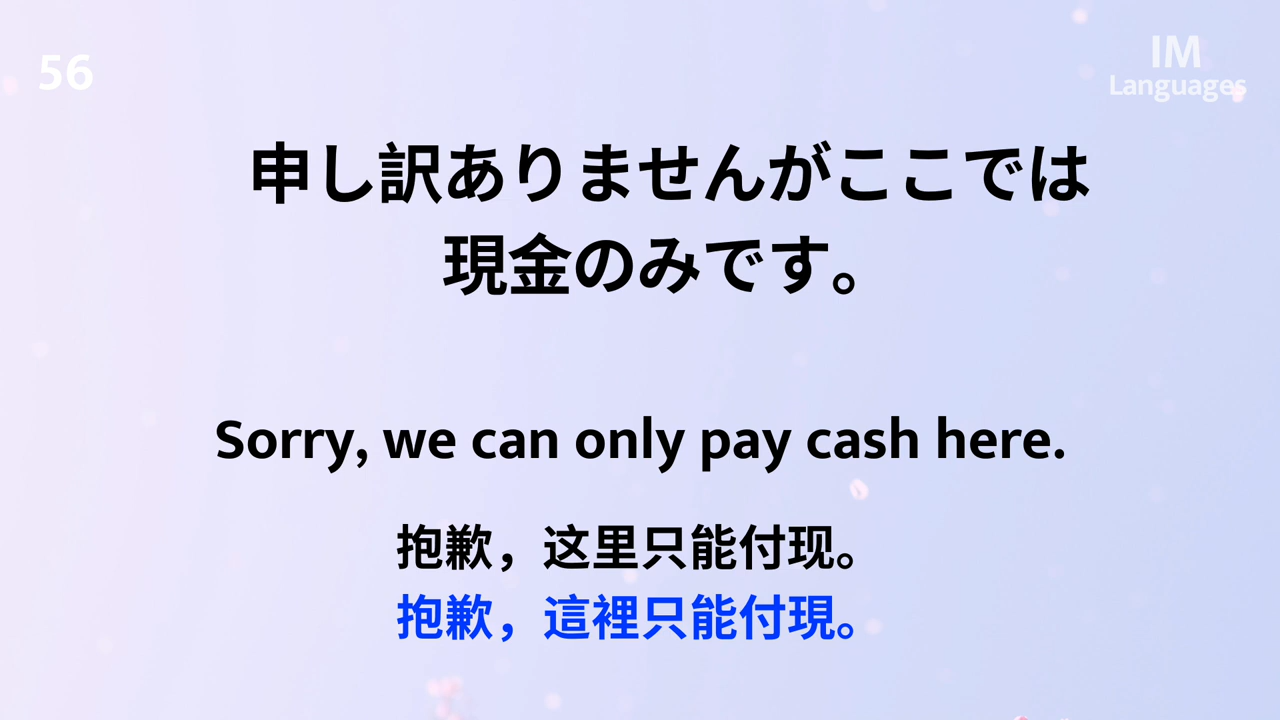 56
IM
Languages
申し訳ありませんがここでは
現金のみです。
Sorry, we can only pay cash here.
抱歉，这里只能付现。
抱歉，這裡只能付現。